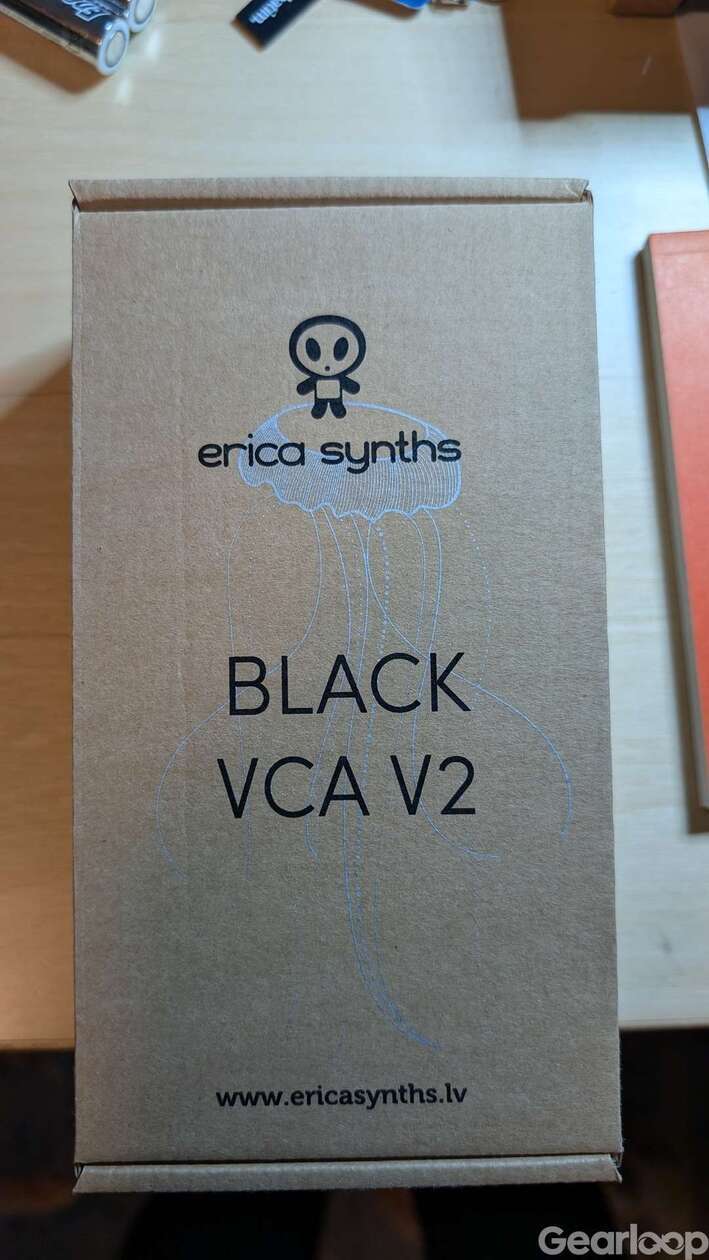 erica synths
BLACK
VCA V2
www.ericasynths.lv
Gearloop